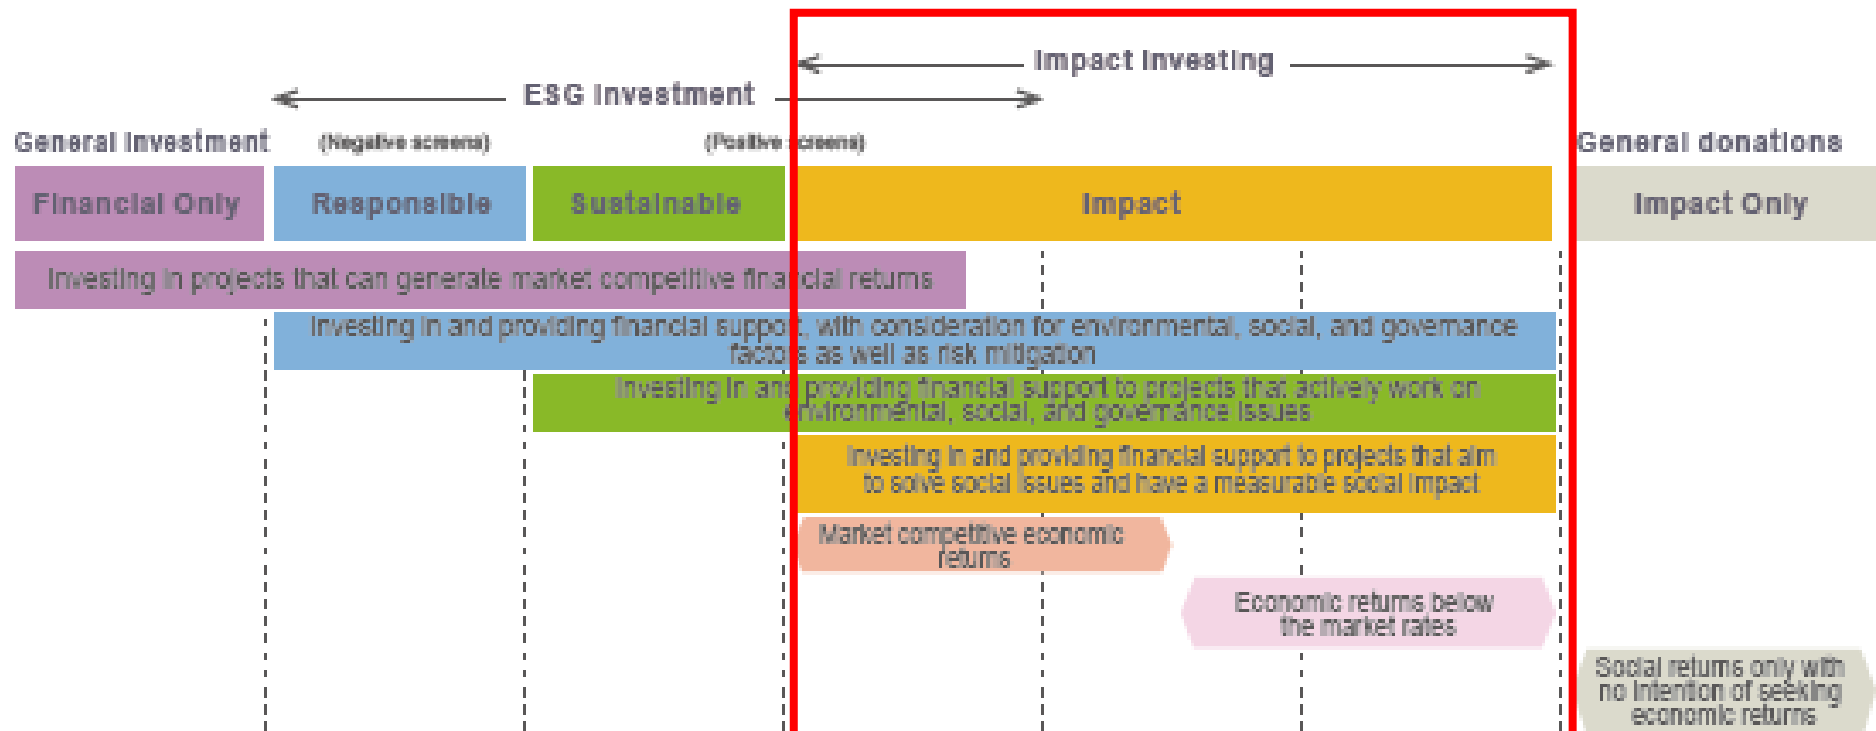 Impact Investing
ESG Investment
General Investment
(Negative screens)
(Positive screens)
General donations
Financial Only
Responsible
Sustainable
Impact
Impact Only
Investing in projects that can generate market competitive financial returns
Investing in and providing financial support, with consideration for environmental, social, and governance
factors as well as risk mitigation
Investing in and providing financial support to projects that actively work on
environmental, social, and governance issues
Investing in and providing financial support to projects that aim
to solve social issues and have a measurable social impact
Market competitive economic
returns
Economic returns below
the market rates
Social returns only with
no intention of seeking
economic returns